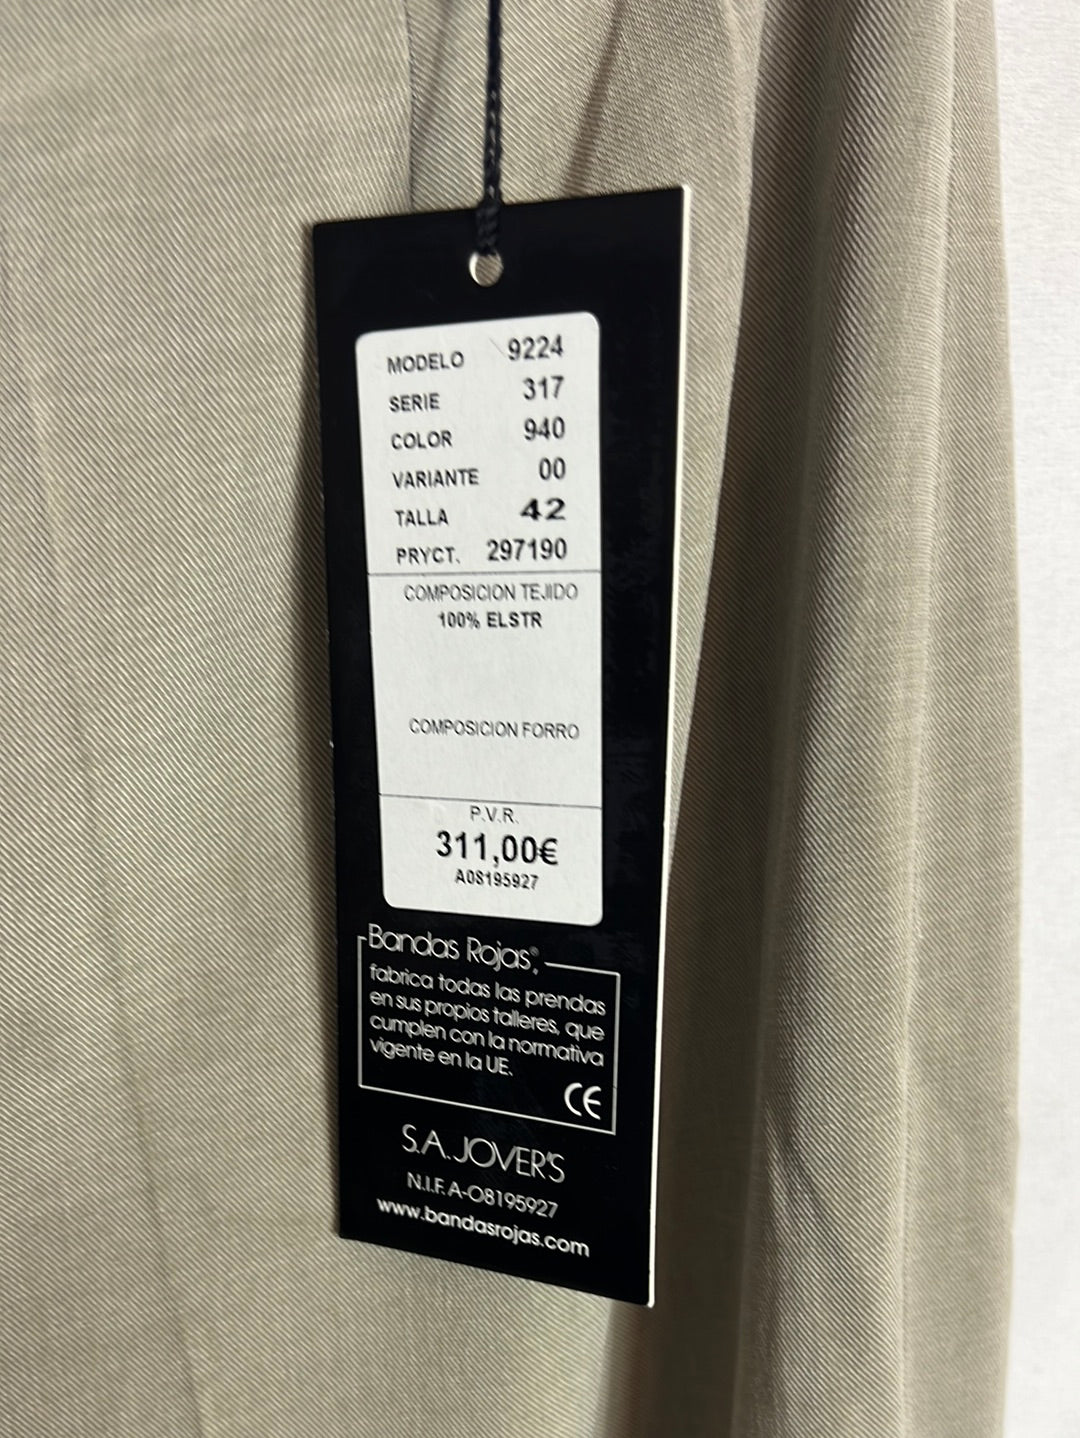 MODELO 9224
SERIE 317
COLOR 940
VARIANTE 00
TALLA 42
PRYCT. 297190
COMPOSICION TEJIDO
100% ELSTR
COMPOSICION FORRO
P.V.R.
311,00€
A08195927
Bandas Rojas®,
fabrica todas las prendas
en sus propios talleres, que
cumplen con la normativa
vigente en la UE.
CE
S.A. JOVER'S
N.I.F. A-08195927
www.bandasrojas.com